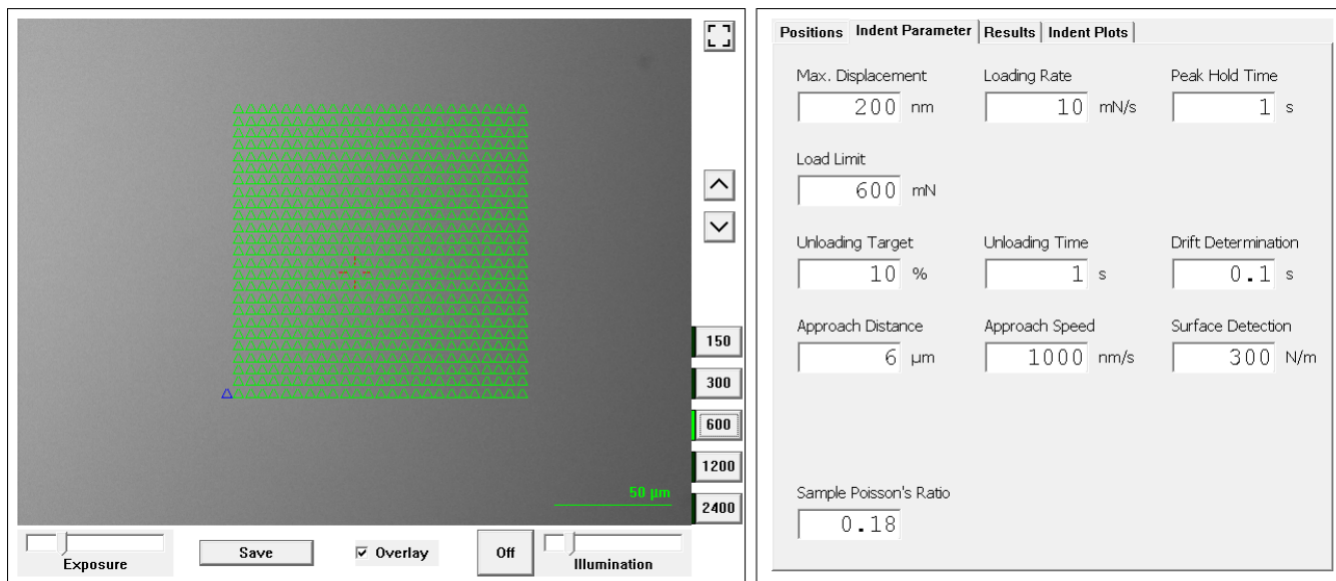 150
300
600
1200
2400
50 µm
Exposure
Save
Overlay
Off
Illumination
Positions Indent Parameter Results Indent Plots
Max. Displacement Loading Rate Peak Hold Time
200 nm 10 mN/s 1 s
Load Limit
600 mN
Unloading Target Unloading Time Drift Determination
10 % 1 s 0.1 s
Approach Distance Approach Speed Surface Detection
6 µm 1000 nm/s 300 N/m
Sample Poisson's Ratio
0.18